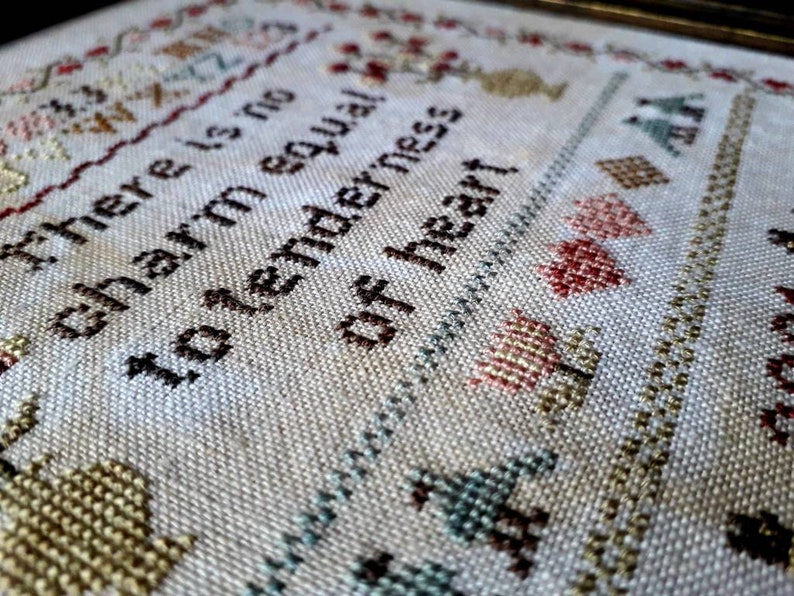 W X Y Z
There is no
charm equal
to tenderness
of heart